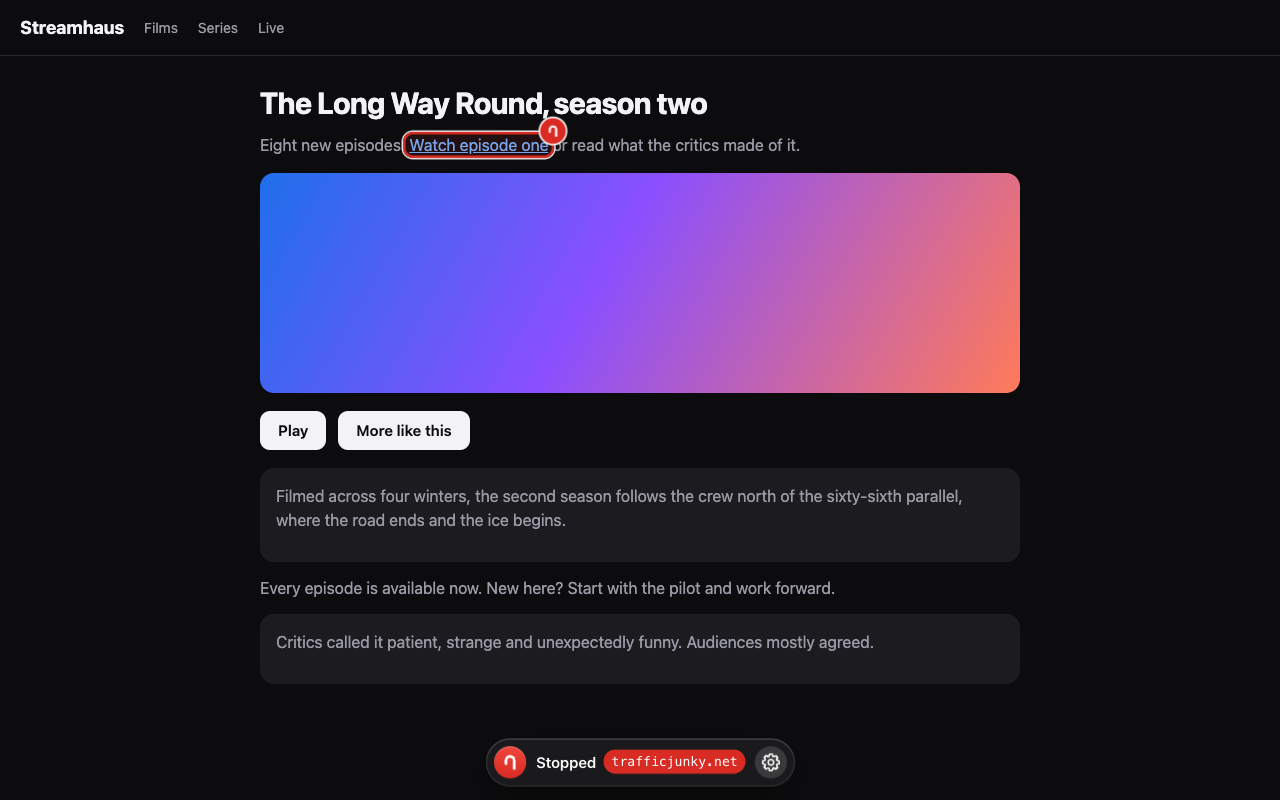 Streamhaus Films Series Live
The Long Way Round, season two
Eight new episodes Watch episode one or read what the critics made of it.
Play More like this
Filmed across four winters, the second season follows the crew north of the sixty-sixth parallel,
where the road ends and the ice begins.
Every episode is available now. New here? Start with the pilot and work forward.
Critics called it patient, strange and unexpectedly funny. Audiences mostly agreed.
Stopped trafficjunky.net